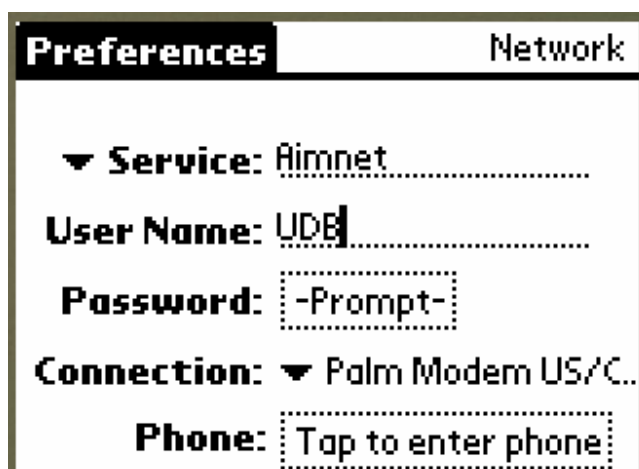 Preferences Network
Service: Aimnet
User Name: UDB
Password: -Prompt-
Connection: Palm Modem US/C..
Phone: Tap to enter phone